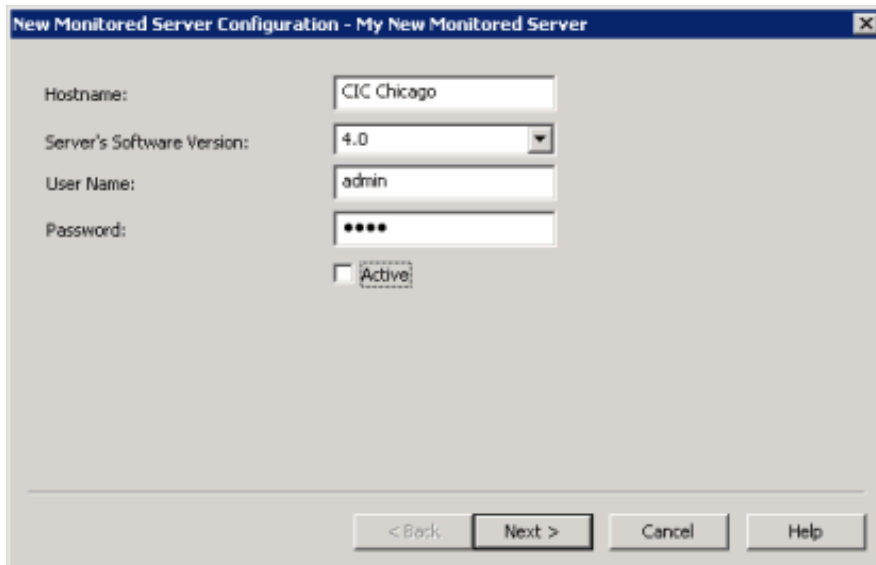 New Monitored Server Configuration - My New Monitored Server
Hostname: CIC Chicago
Server's Software Version: 4.0
User Name: admin
Password: ••••
Active
< Back Next > Cancel Help